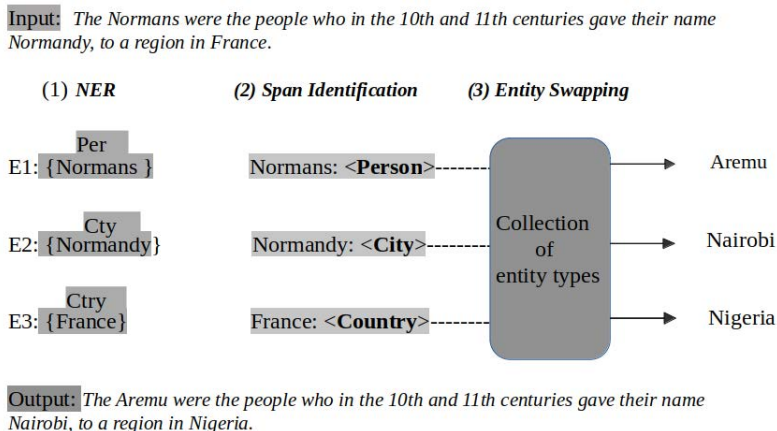 Input: The Normans were the people who in the 10th and 11th centuries gave their name
Normandy, to a region in France.
(1) NER (2) Span Identification (3) Entity Swapping
Per
E1: {Normans } Normans: <Person> Aremu
Cty
E2: {Normandy} Normandy: <City> Nairobi
Collection
of
entity types
Ctry
E3: {France} France: <Country> Nigeria
Output: The Aremu were the people who in the 10th and 11th centuries gave their name
Nairobi, to a region in Nigeria.